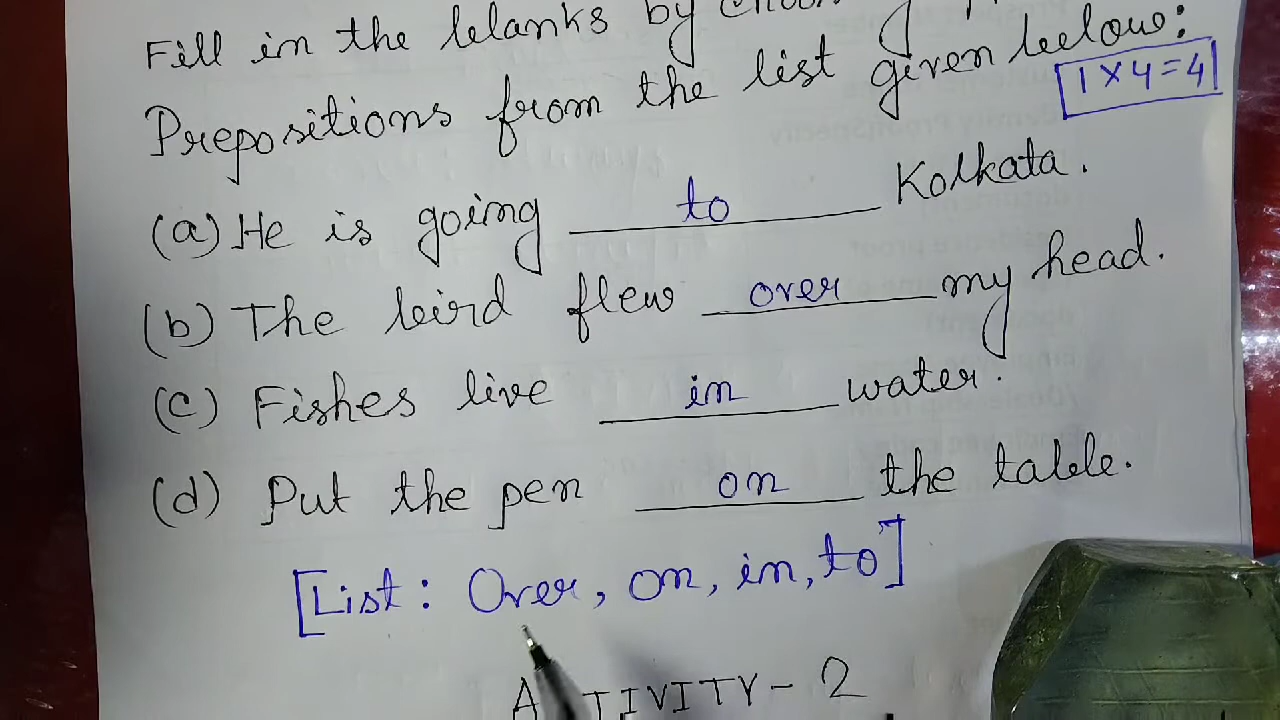 Fill in the blanks by
Prepositions from the list given below:
1 × 4 = 4
(a) He is going to Kolkata.
(b) The bird flew over my head.
(c) Fishes live in water.
(d) Put the pen on the table.
[List: Over, on, in, to]
ACTIVITY - 2